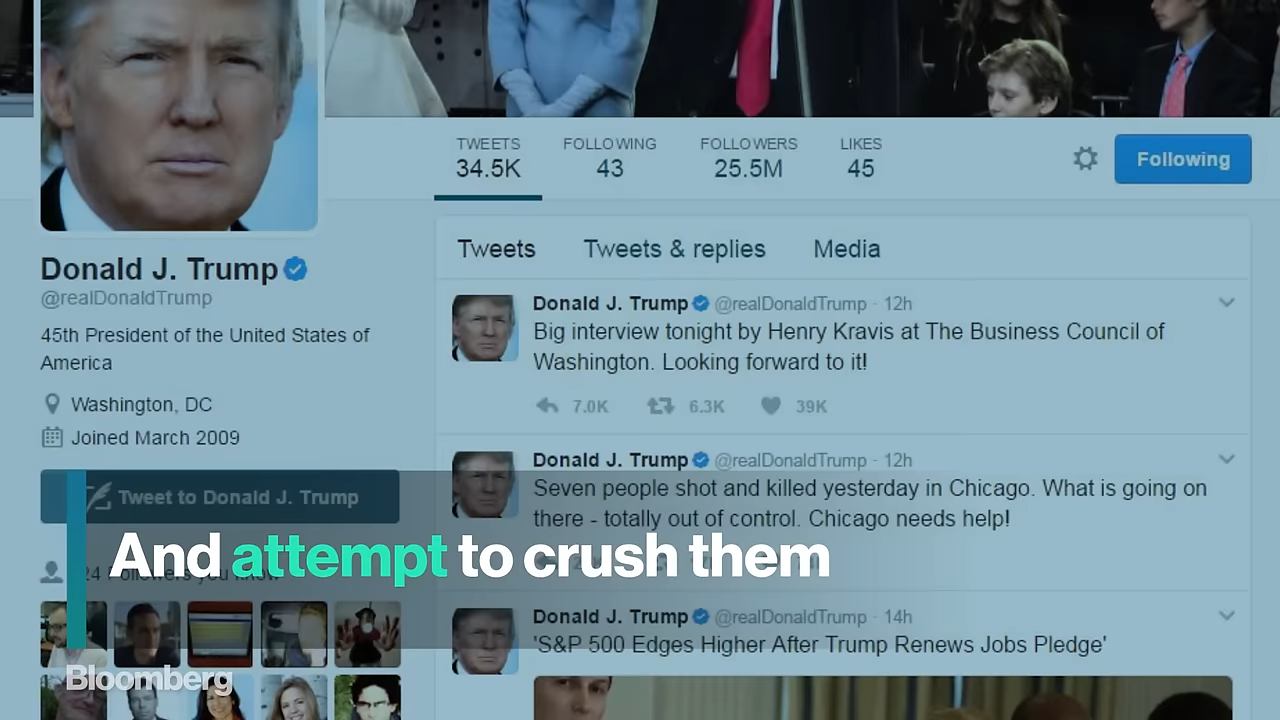 TWEETS
34.5K
FOLLOWING
43
FOLLOWERS
25.5M
LIKES
45
Following
Donald J. Trump
@realDonaldTrump
45th President of the United States of
America
Washington, DC
Joined March 2009
Tweet to Donald J. Trump
Tweets Tweets & replies Media
Donald J. Trump @realDonaldTrump · 12h
Big interview tonight by Henry Kravis at The Business Council of
Washington. Looking forward to it!
7.0K 6.3K 39K
Donald J. Trump @realDonaldTrump · 12h
Seven people shot and killed yesterday in Chicago. What is going on
there - totally out of control. Chicago needs help!
And attempt to crush them
Donald J. Trump @realDonaldTrump · 14h
'S&P 500 Edges Higher After Trump Renews Jobs Pledge'
Bloomberg